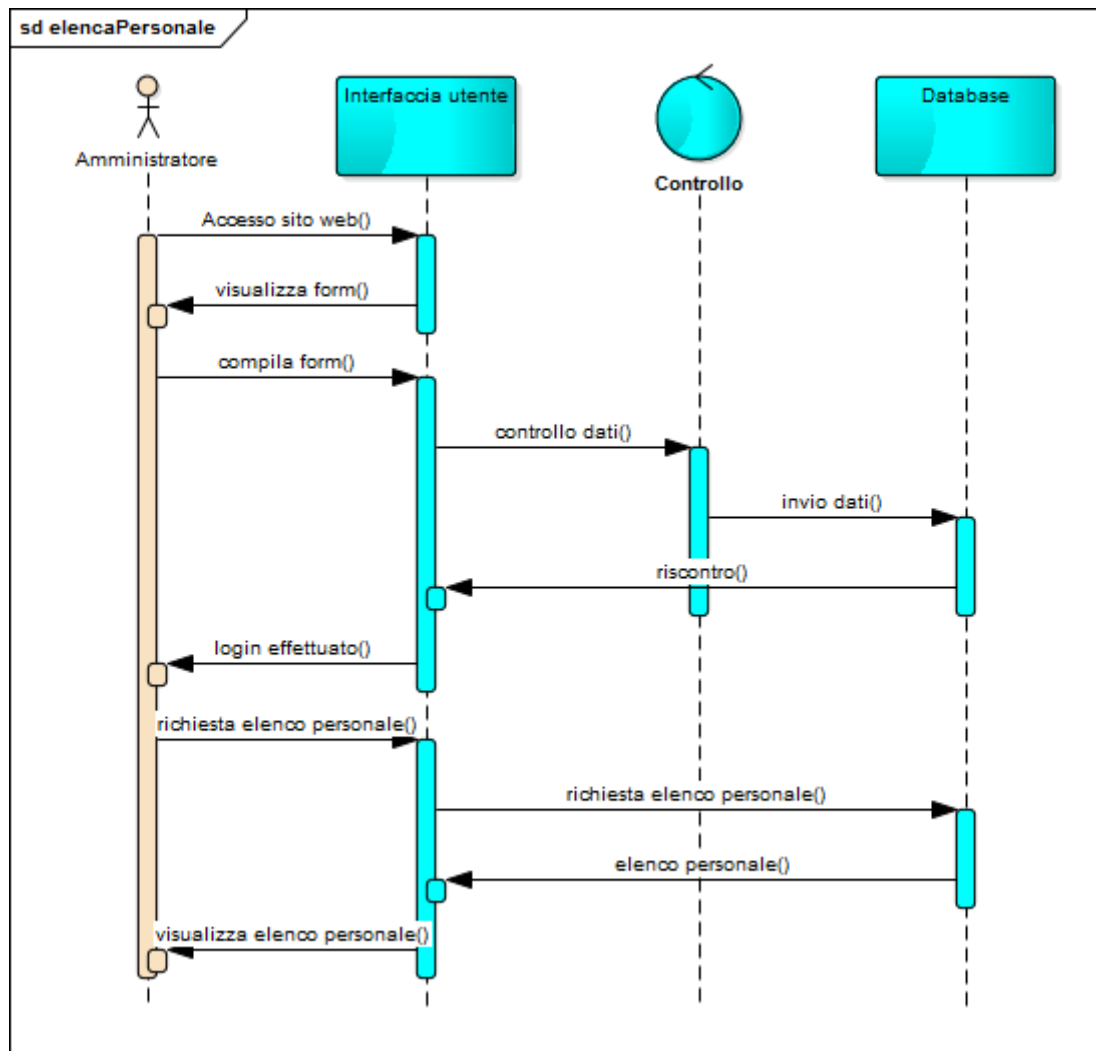 sd elencaPersonale
Amministratore
Interfaccia utente
Controllo
Database
Accesso sito web()
visualizza form()
compila form()
controllo dati()
invio dati()
riscontro()
login effettuato()
richiesta elenco personale()
richiesta elenco personale()
elenco personale()
visualizza elenco personale()